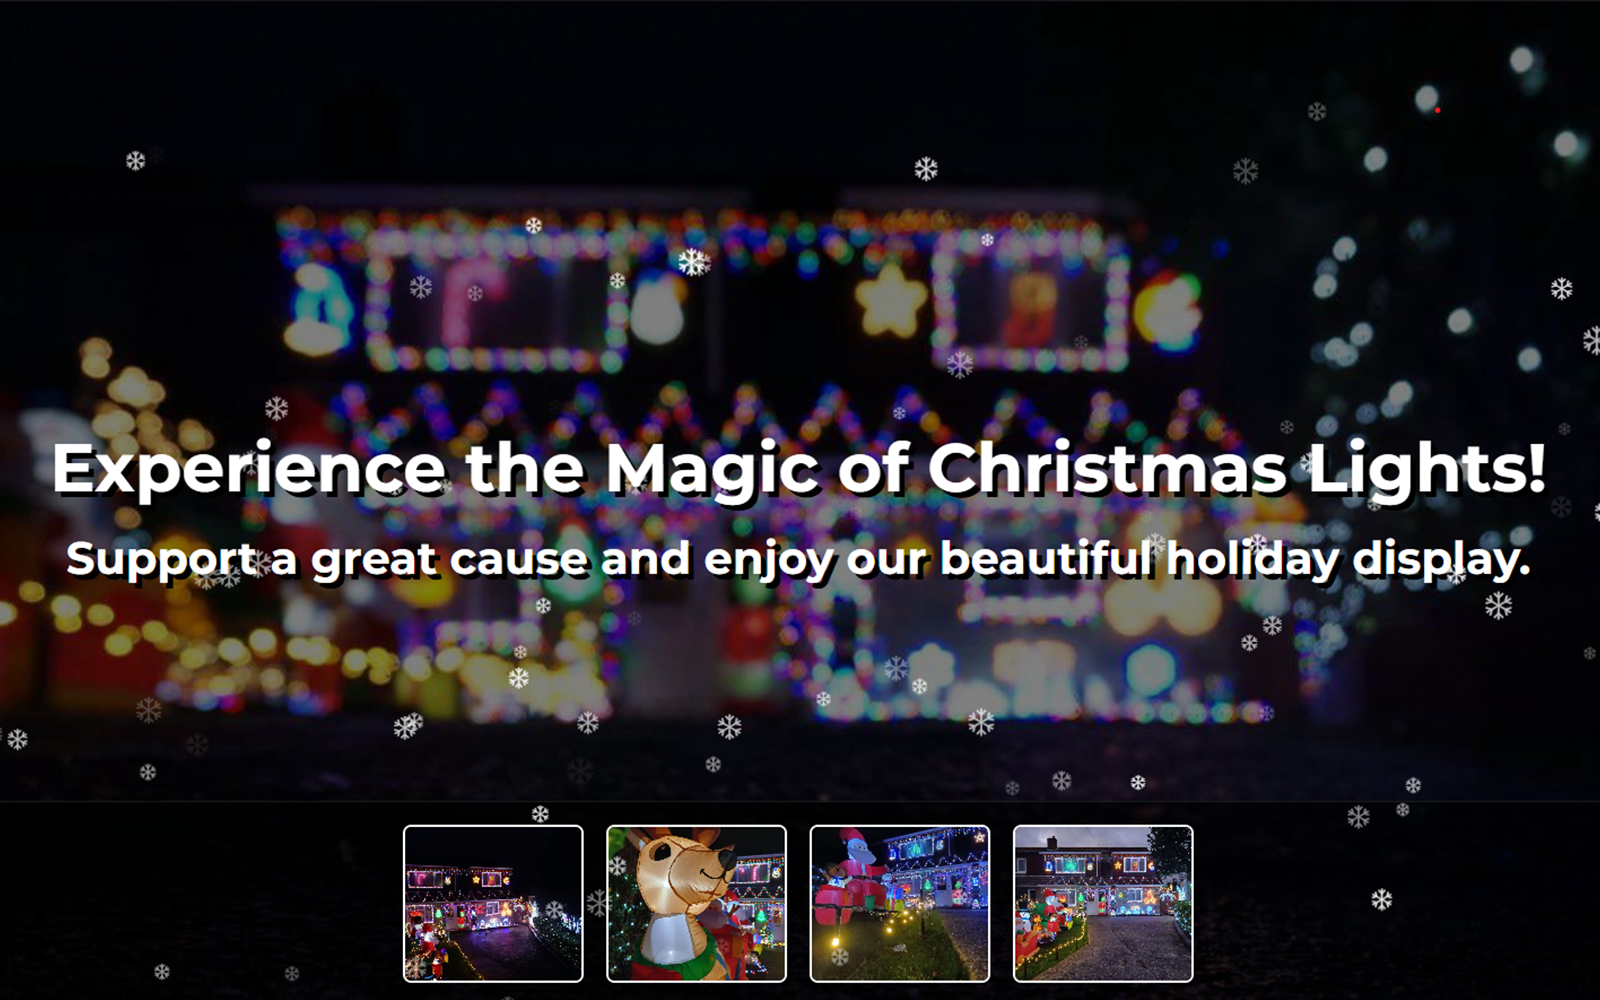 Experience the Magic of Christmas Lights!
Support a great cause and enjoy our beautiful holiday display.